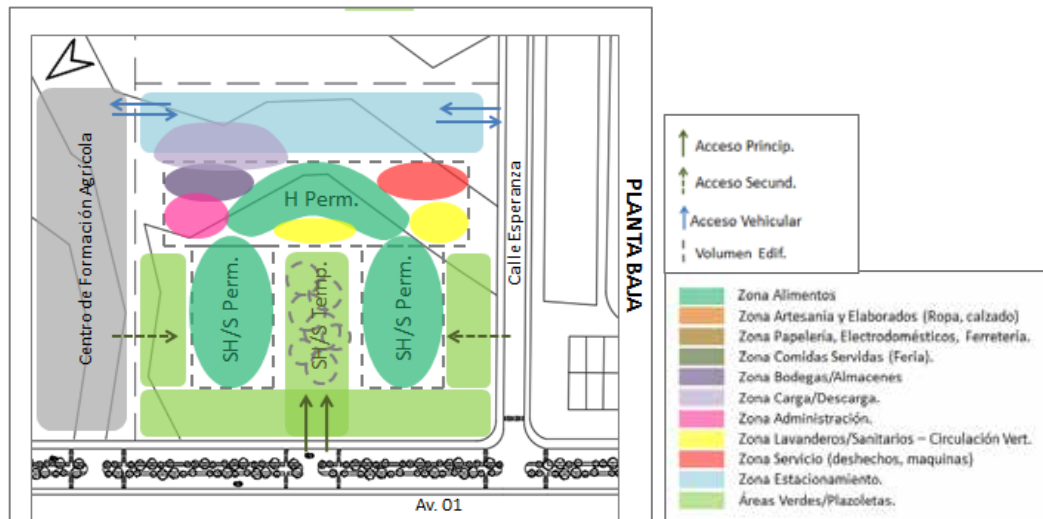 Centro de Formación Agrícola
H Perm.
SH/S Perm.
SH/S Temp.
SH/S Perm.
Calle Esperanza
Av. 01
PLANTA BAJA
Acceso Princip.
Acceso Secund.
Acceso Vehicular
Volumen Edif.
Zona Alimentos
Zona Artesanía y Elaborados (Ropa, calzado)
Zona Papelería, Electrodomésticos, Ferretería.
Zona Comidas Servidas (Feria).
Zona Bodegas/Almacenes
Zona Carga/Descarga.
Zona Administración.
Zona Lavanderos/Sanitarios – Circulación Vert.
Zona Servicio (deshechos, maquinas)
Zona Estacionamiento.
Áreas Verdes/Plazoletas.